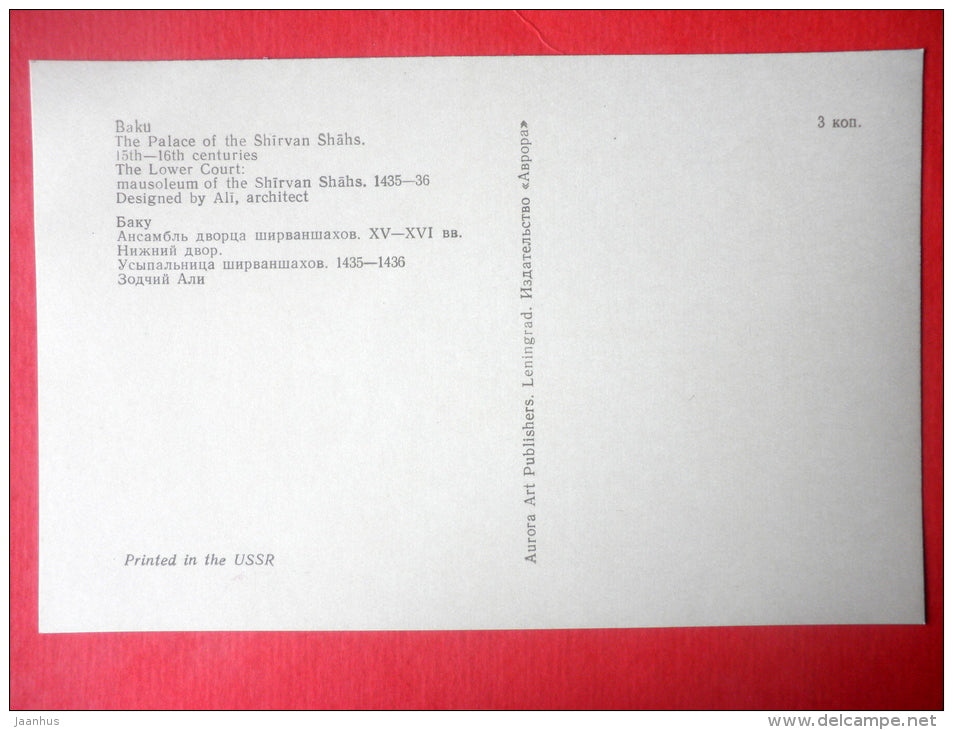 Baku
The Palace of the Shīrvan Shāhs.
15th—16th centuries
The Lower Court:
mausoleum of the Shīrvan Shāhs. 1435—36
Designed by Alī, architect
Баку
Ансамбль дворца ширваншахов. XV—XVI вв.
Нижний двор.
Усыпальница ширваншахов. 1435—1436
Зодчий Али
Printed in the USSR
Aurora Art Publishers. Leningrad. Издательство «Аврора»
3 коп.
jaanhus
www.delcampe.net